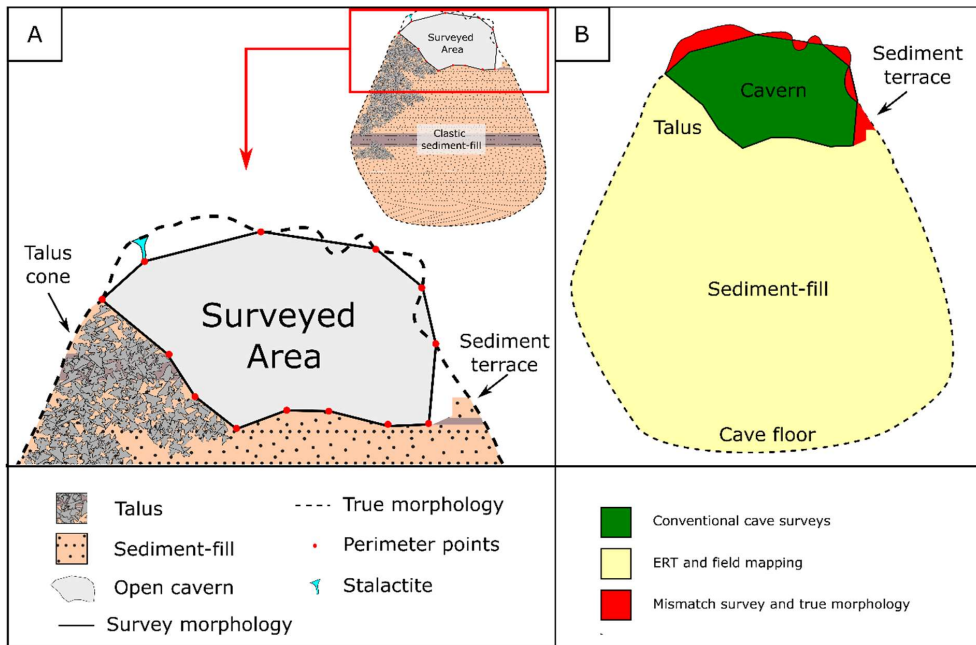 A
Surveyed
Area
Clastic
sediment-fill
Talus
cone
Surveyed
Area
Sediment
terrace
B
Sediment
terrace
Cavern
Talus
Sediment-fill
Cave floor
Talus
Sediment-fill
Open cavern
Survey morphology
True morphology
Perimeter points
Stalactite
Conventional cave surveys
ERT and field mapping
Mismatch survey and true morphology